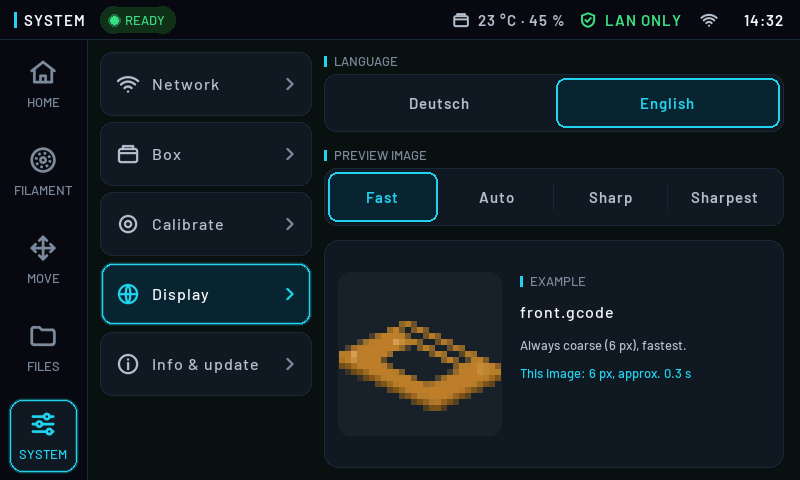 SYSTEM
READY
23 °C · 45 %
LAN ONLY
14:32
HOME
FILAMENT
MOVE
FILES
SYSTEM
Network
Box
Calibrate
Display
Info & update
LANGUAGE
Deutsch
English
PREVIEW IMAGE
Fast
Auto
Sharp
Sharpest
EXAMPLE
front.gcode
Always coarse (6 px), fastest.
This image: 6 px, approx. 0.3 s